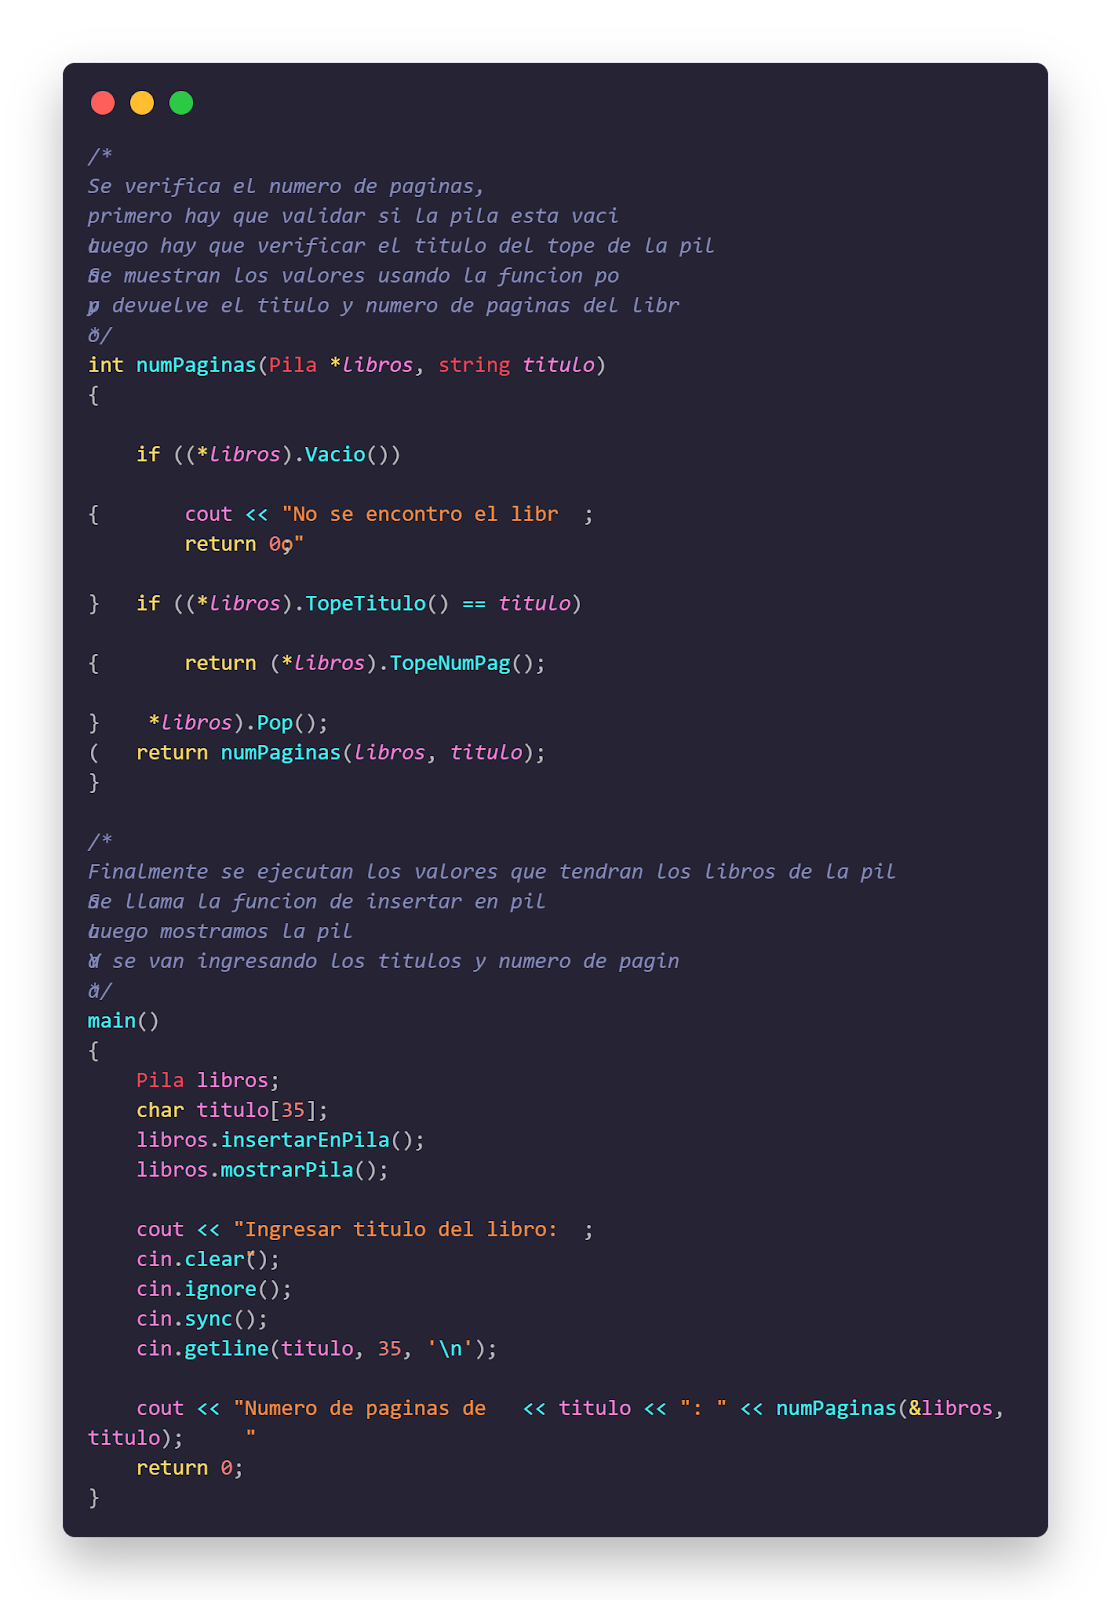 /*
Se verifica el numero de paginas,
primero hay que validar si la pila esta vaci
a
Luego hay que verificar el titulo del tope de la pil
a
Se muestran los valores usando la funcion po
p
y devuelve el titulo y numero de paginas del libr
o
*/
int numPaginas(Pila *libros, string titulo)
{
    if ((*libros).Vacio())
{        cout << "No se encontro el libr  ;
        return 0;
o"
}   if ((*libros).TopeTitulo() == titulo)
{       return (*libros).TopeNumPag();
}    *libros).Pop();
(   return numPaginas(libros, titulo);
}
/*
Finalmente se ejecutan los valores que tendran los libros de la pil
a
Se llama la funcion de insertar en pil
a
Luego mostramos la pil
a
Y se van ingresando los titulos y numero de pagin
a
*/
main()
{
    Pila libros;
    char titulo[35];
    libros.insertarEnPila();
    libros.mostrarPila();
    cout << "Ingresar titulo del libro:  ;
"
    cin.clear();
    cin.ignore();
    cin.sync();
    cin.getline(titulo, 35, '\n');
    cout << "Numero de paginas de   << titulo << ": " << numPaginas(&libros,
titulo);     "
    return 0;
}